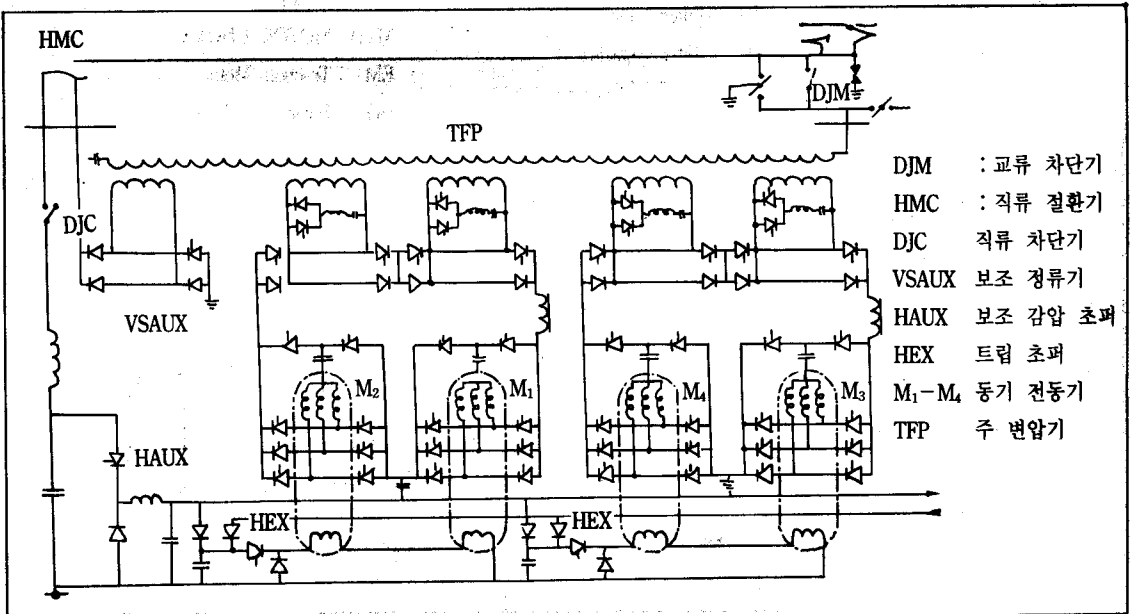 HMC
DJM
TFP
DJC
VSAUX
M₂
M₁
M₄
M₃
HAUX
HEX
HEX
DJM : 교류 차단기
HMC : 직류 절환기
DJC 직류 차단기
VSAUX 보조 정류기
HAUX 보조 감압 초퍼
HEX 트립 초퍼
M₁-M₄ 동기 전동기
TFP 주 변압기